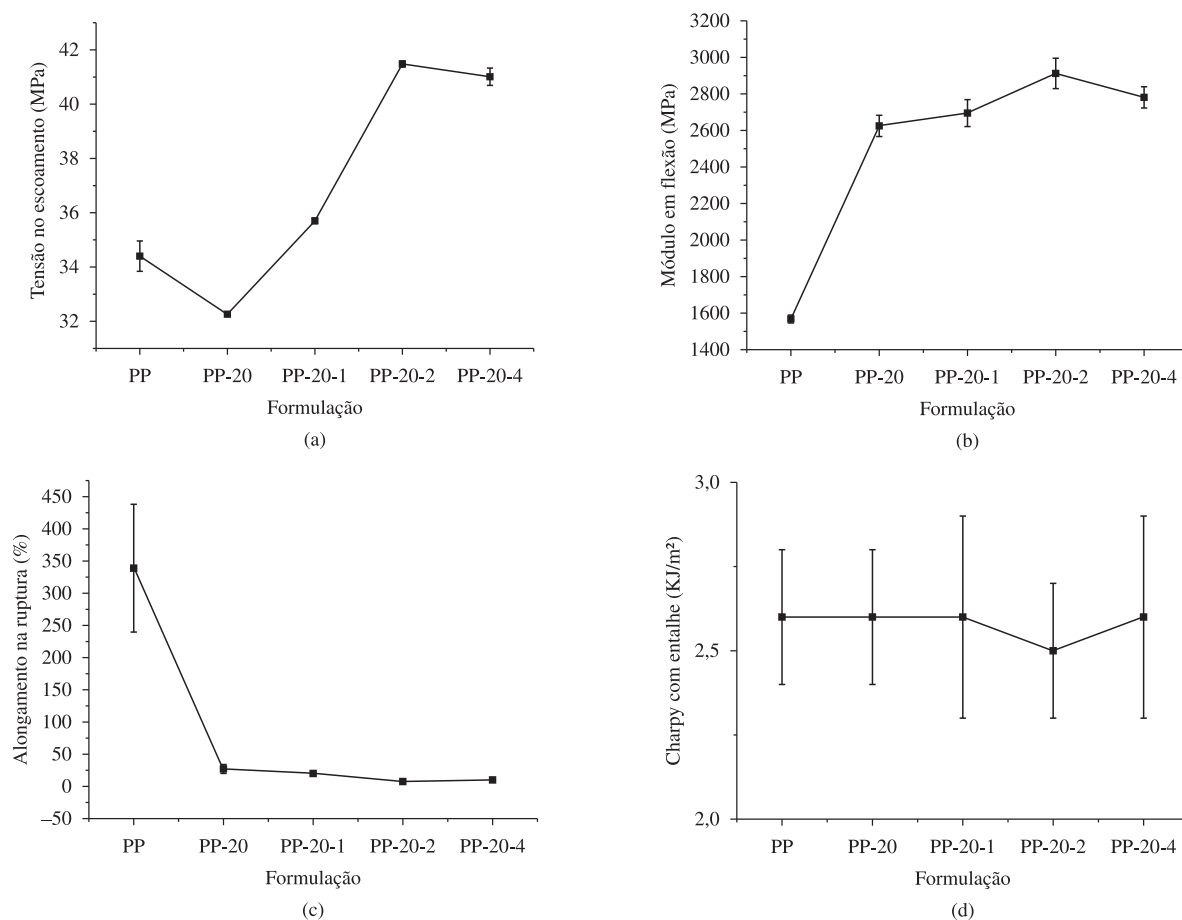 Tensão no escoamento (MPa)
42
40
38
36
34
32
PP PP-20 PP-20-1 PP-20-2 PP-20-4
Formulação
(a)
Módulo em flexão (MPa)
3200
3000
2800
2600
2400
2200
2000
1800
1600
1400
PP PP-20 PP-20-1 PP-20-2 PP-20-4
Formulação
(b)
Alongamento na ruptura (%)
450
400
350
300
250
200
150
100
50
0
–50
PP PP-20 PP-20-1 PP-20-2 PP-20-4
Formulação
(c)
Charpy com entalhe (KJ/m²)
3,0
2,5
2,0
PP PP-20 PP-20-1 PP-20-2 PP-20-4
Formulação
(d)